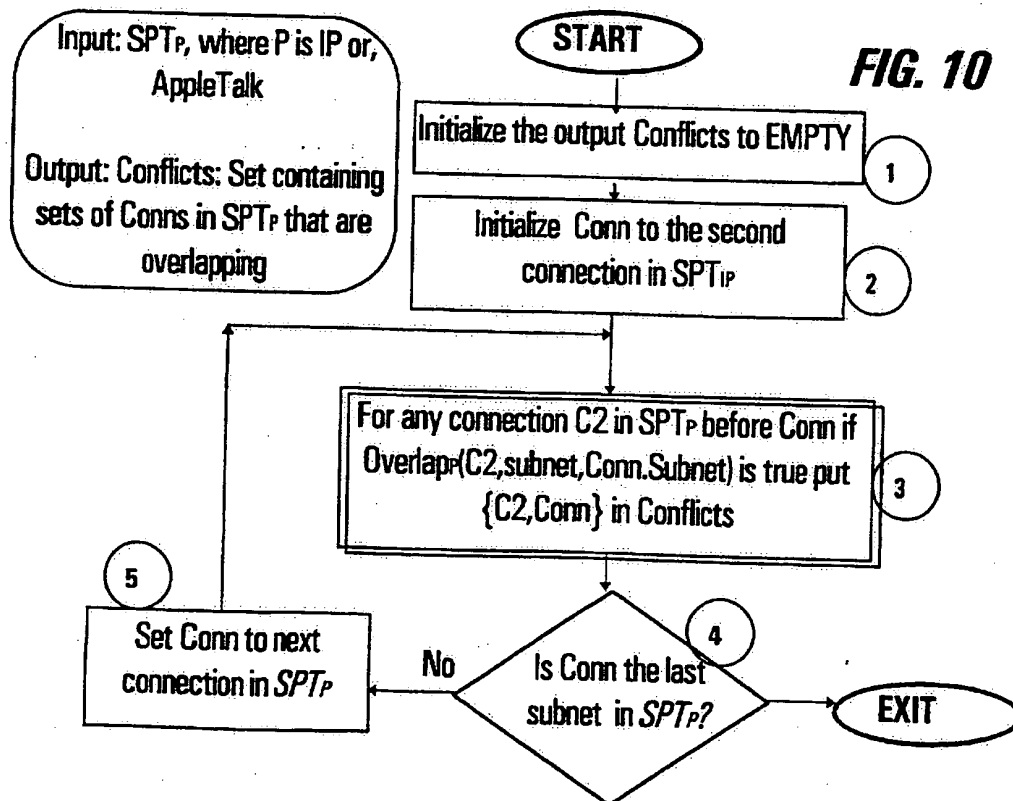 Input: SPTP, where P is IP or,
AppleTalk
Output: Conflicts: Set containing
sets of Conns in SPTP that are
overlapping
START
FIG. 10
Initialize the output Conflicts to EMPTY
1
Initialize Conn to the second
connection in SPTIP
2
For any connection C2 in SPTP before Conn if
OverlapP(C2,subnet,Conn.Subnet) is true put
{C2,Conn} in Conflicts
3
5
Set Conn to next
connection in SPTP
No
4
Is Conn the last
subnet in SPTP?
EXIT